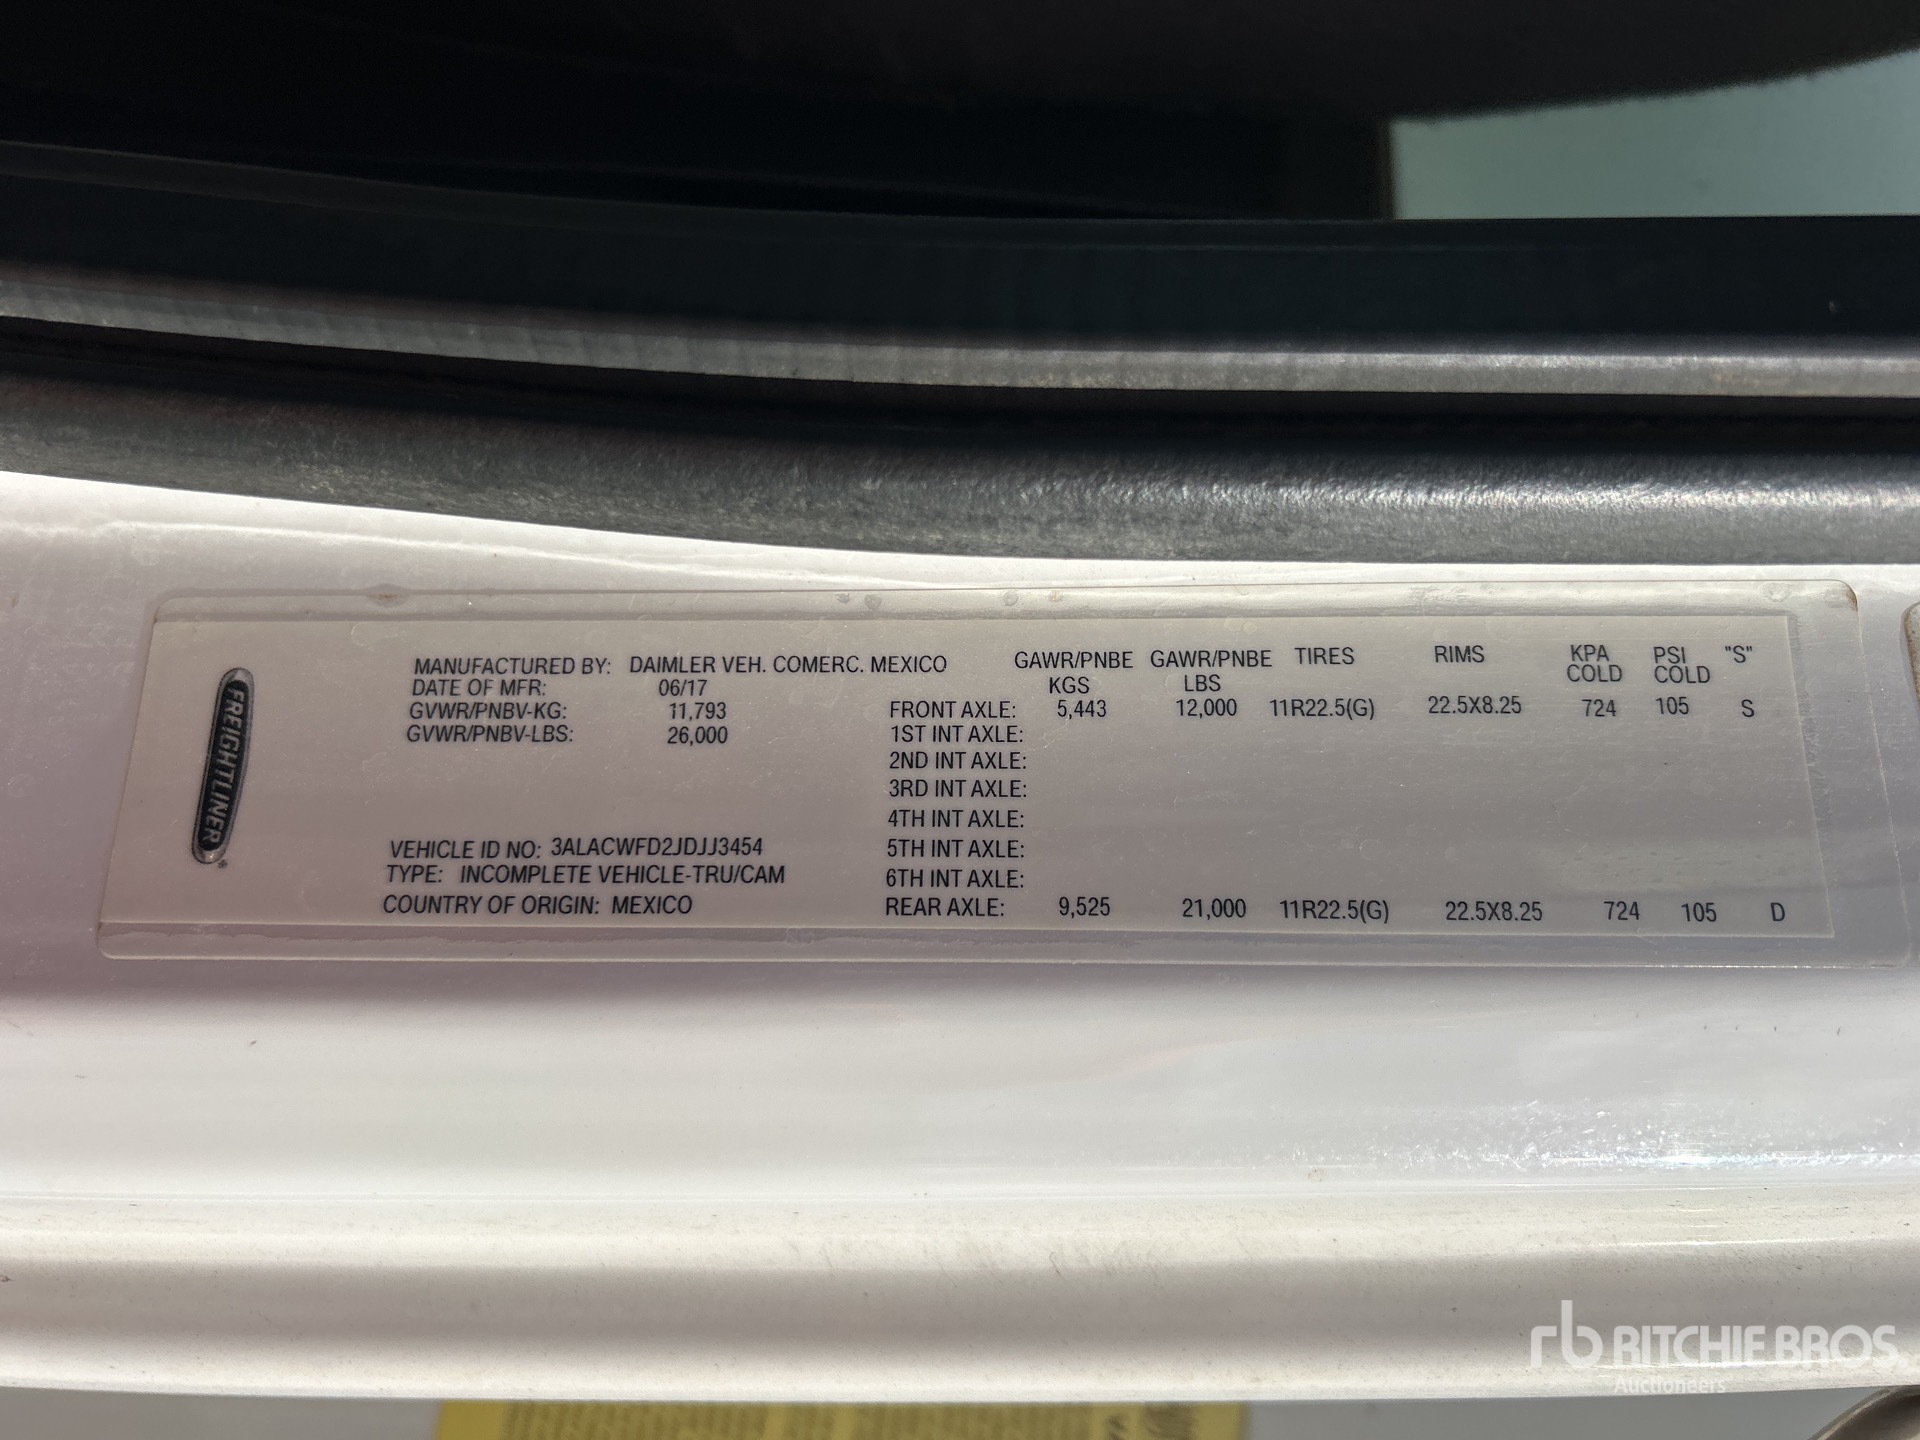 FREIGHTLINER
MANUFACTURED BY: DAIMLER VEH. COMERC. MEXICO
DATE OF MFR: 06/17
GVWR/PNBV-KG: 11,793
GVWR/PNBV-LBS: 26,000
VEHICLE ID NO: 3ALACWFD2JDJJ3454
TYPE: INCOMPLETE VEHICLE-TRU/CAM
COUNTRY OF ORIGIN: MEXICO
GAWR/PNBE GAWR/PNBE TIRES RIMS KPA PSI "S"
KGS LBS COLD COLD
FRONT AXLE: 5,443 12,000 11R22.5(G) 22.5X8.25 724 105 S
1ST INT AXLE:
2ND INT AXLE:
3RD INT AXLE:
4TH INT AXLE:
5TH INT AXLE:
6TH INT AXLE:
REAR AXLE: 9,525 21,000 11R22.5(G) 22.5X8.25 724 105 D
rb RITCHIE BROS
Auctioneers